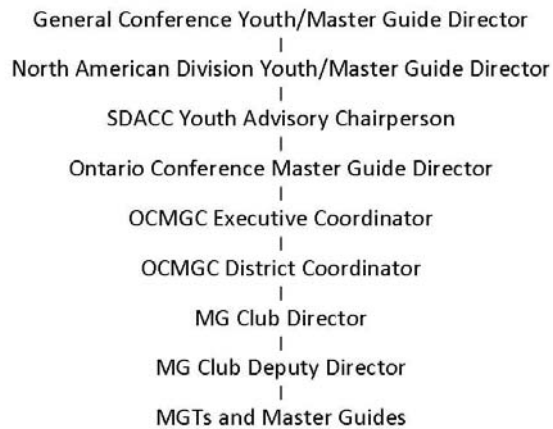 General Conference Youth/Master Guide Director
North American Division Youth/Master Guide Director
SDACC Youth Advisory Chairperson
Ontario Conference Master Guide Director
OCMGC Executive Coordinator
OCMGC District Coordinator
MG Club Director
MG Club Deputy Director
MGTs and Master Guides